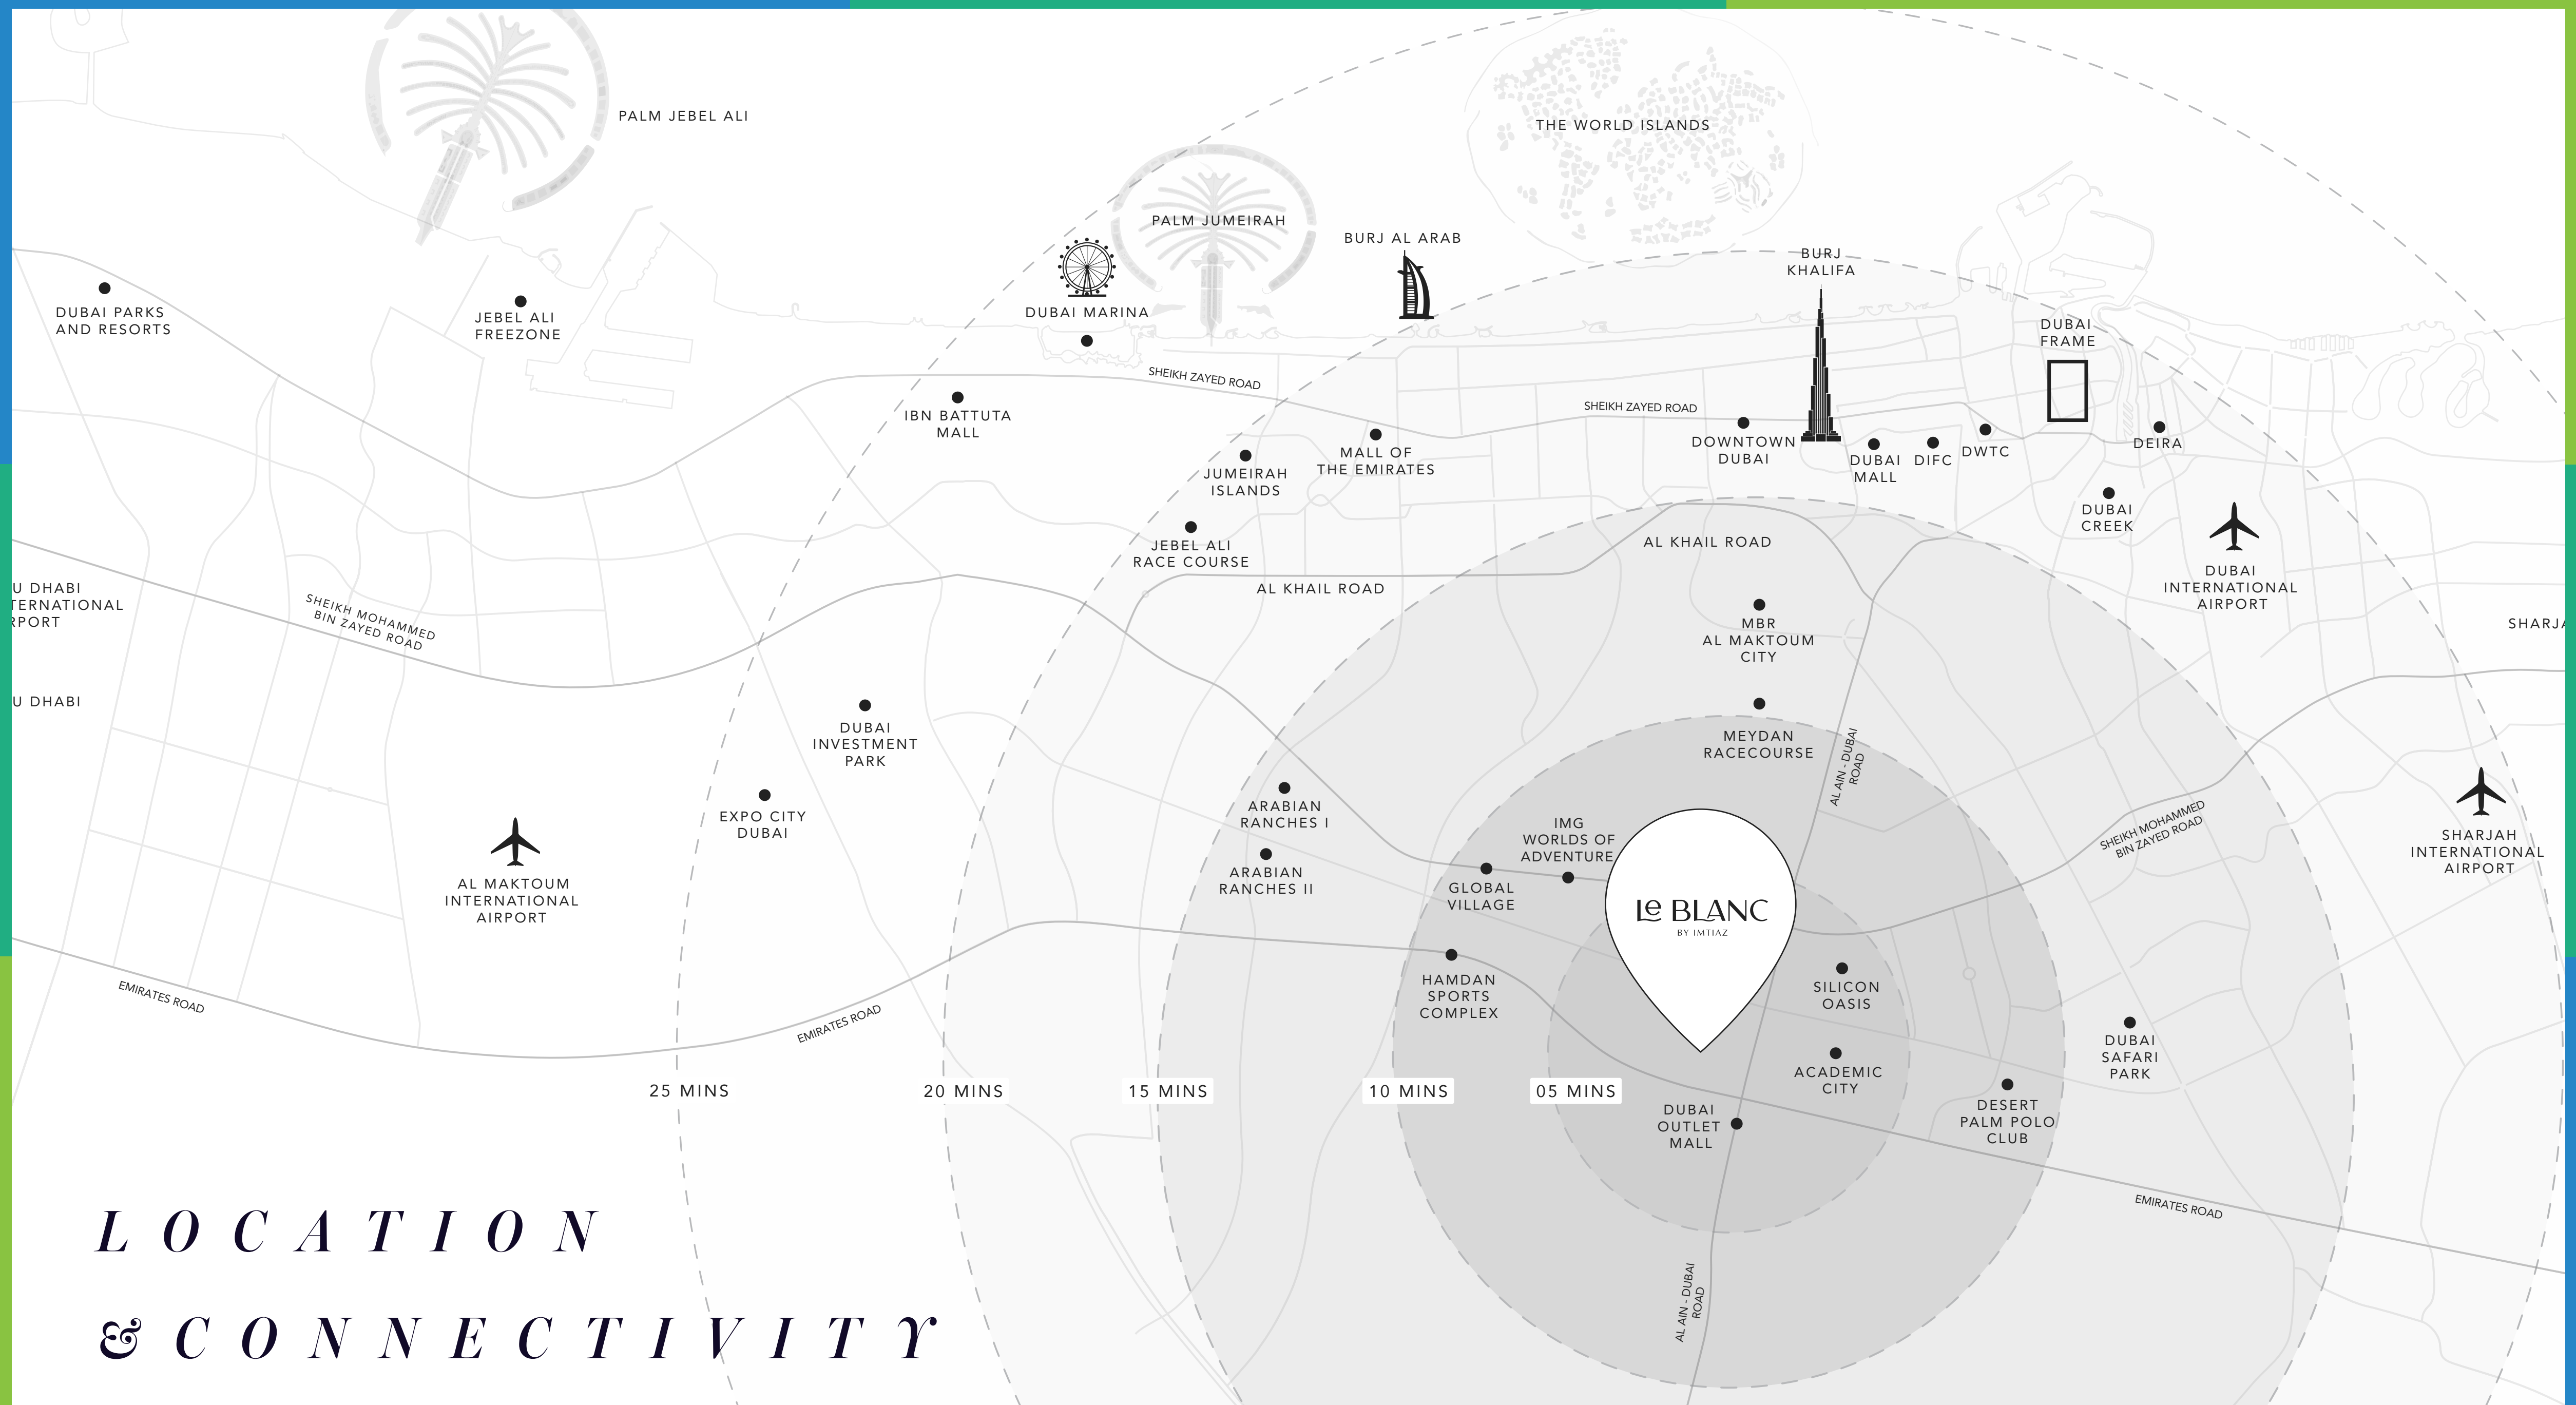 PALM JEBEL ALI
THE WORLD ISLANDS
PALM JUMEIRAH
BURJ AL ARAB
BURJ
KHALIFA
DUBAI PARKS
AND RESORTS
JEBEL ALI
FREEZONE
DUBAI MARINA
DUBAI
FRAME
SHEIKH ZAYED ROAD
SHEIKH ZAYED ROAD
IBN BATTUTA
MALL
JUMEIRAH
ISLANDS
MALL OF
THE EMIRATES
DOWNTOWN
DUBAI
DUBAI
MALL
DIFC
DWTC
DEIRA
DUBAI
CREEK
JEBEL ALI
RACE COURSE
AL KHAIL ROAD
AL KHAIL ROAD
DUBAI
INTERNATIONAL
AIRPORT
U DHABI
TERNATIONAL
RPORT
SHEIKH MOHAMMED
BIN ZAYED ROAD
MBR
AL MAKTOUM
CITY
SHARJA
U DHABI
DUBAI
INVESTMENT
PARK
MEYDAN
RACECOURSE
AL AIN - DUBAI
ROAD
EXPO CITY
DUBAI
ARABIAN
RANCHES I
IMG
WORLDS OF
ADVENTURE
SHEIKH MOHAMMED
BIN ZAYED ROAD
SHARJAH
INTERNATIONAL
AIRPORT
AL MAKTOUM
INTERNATIONAL
AIRPORT
ARABIAN
RANCHES II
GLOBAL
VILLAGE
Le BLANC
BY IMTIAZ
HAMDAN
SPORTS
COMPLEX
SILICON
OASIS
EMIRATES ROAD
EMIRATES ROAD
DUBAI
SAFARI
PARK
ACADEMIC
CITY
25 MINS
20 MINS
15 MINS
10 MINS
05 MINS
DUBAI
OUTLET
MALL
DESERT
PALM POLO
CLUB
EMIRATES ROAD
AL AIN - DUBAI
ROAD
LOCATION
& CONNECTIVITY